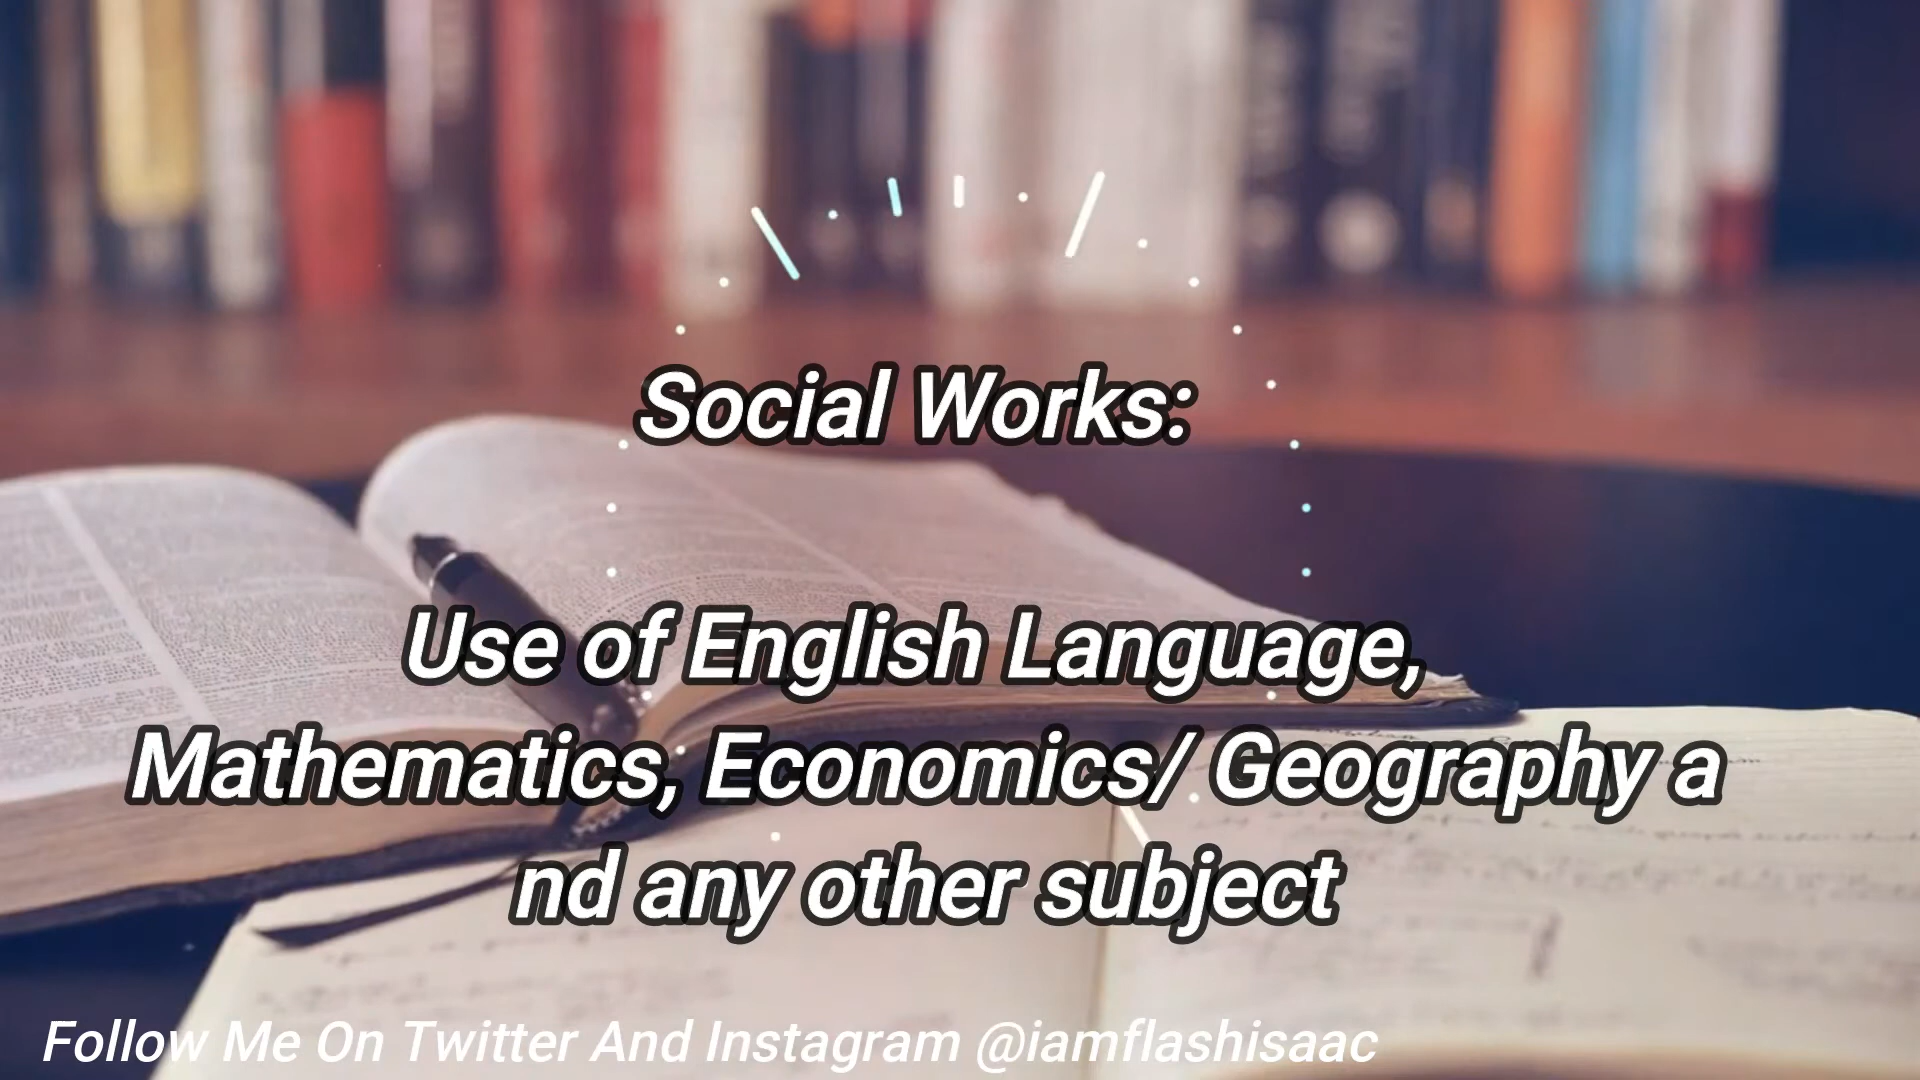 Social Works:
Use of English Language,
Mathematics, Economics/ Geography a
nd any other subject
Follow Me On Twitter And Instagram @iamflashisaac